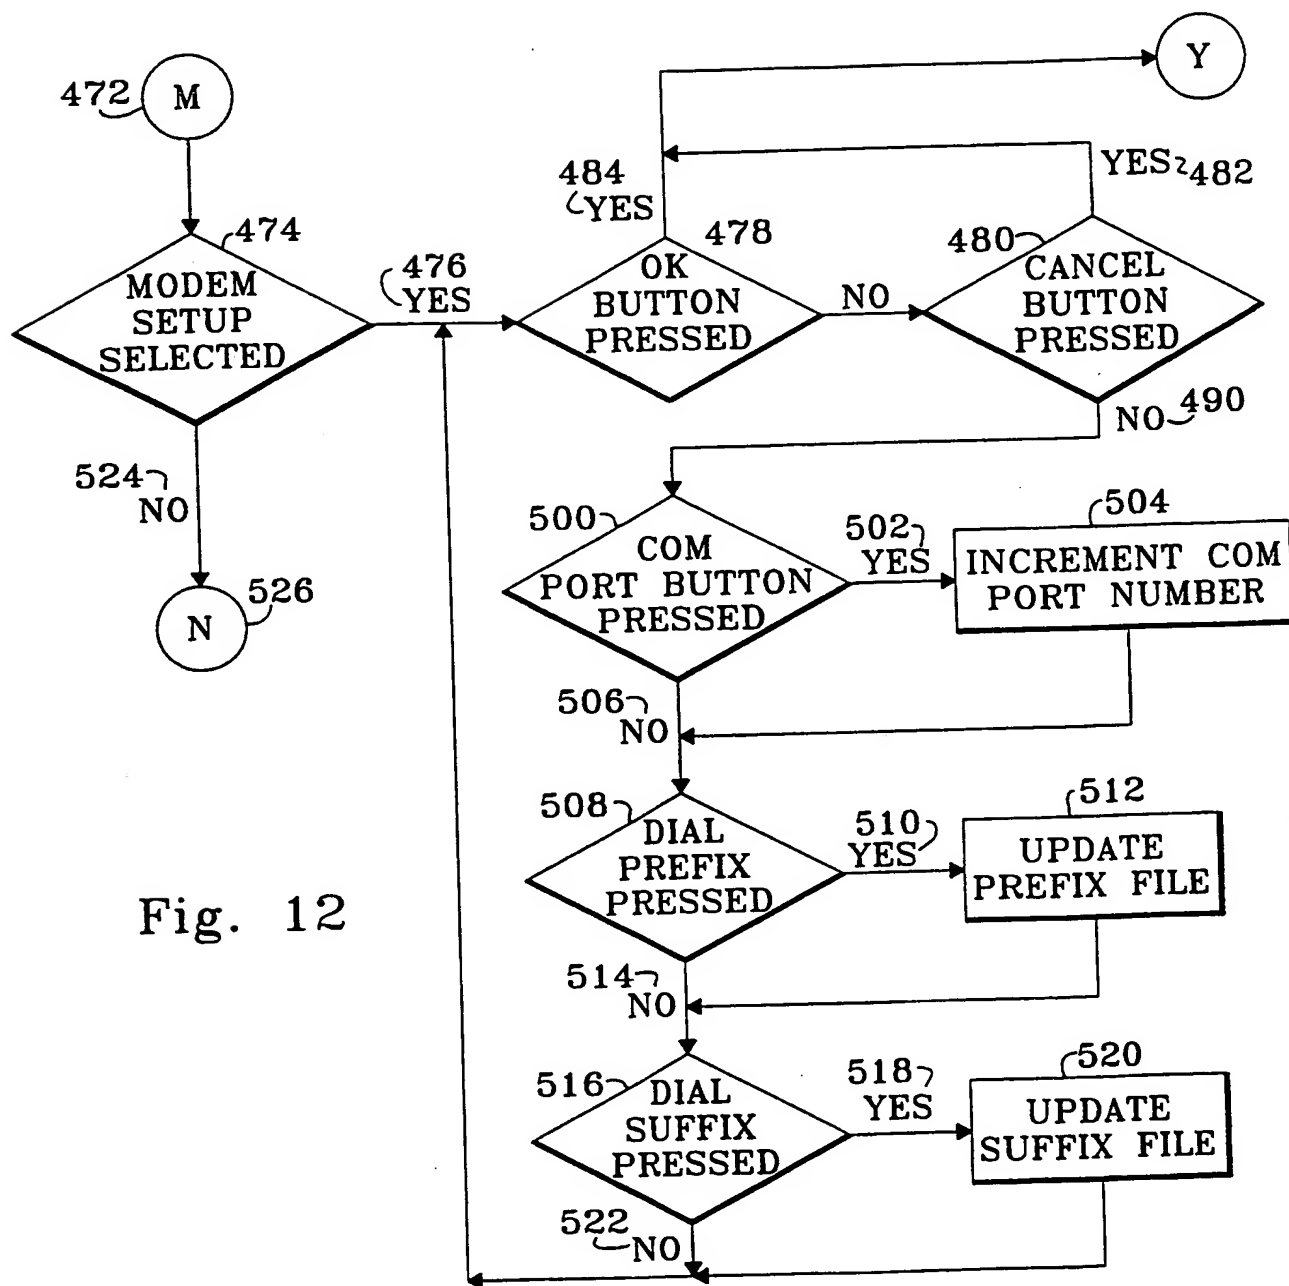 Y
472
M
474
MODEM
SETUP
SELECTED
476
YES
484
YES
478
OK
BUTTON
PRESSED
NO
480
CANCEL
BUTTON
PRESSED
YES
482
NO
490
524
NO
N
526
500
COM
PORT BUTTON
PRESSED
502
YES
504
INCREMENT COM
PORT NUMBER
506
NO
508
DIAL
PREFIX
PRESSED
510
YES
512
UPDATE
PREFIX FILE
514
NO
516
DIAL
SUFFIX
PRESSED
518
YES
520
UPDATE
SUFFIX FILE
522
NO
Fig. 12